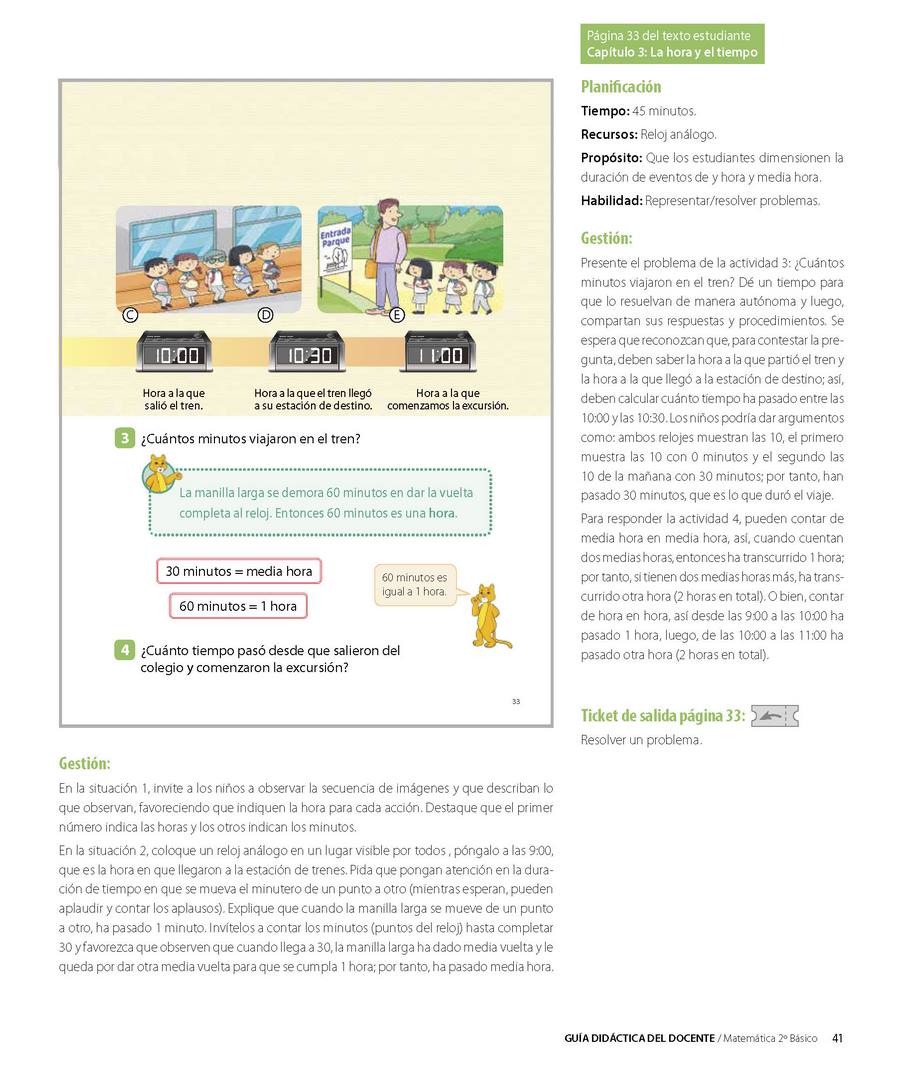 Página 33 del texto estudiante
Capítulo 3: La hora y el tiempo
Entrada
Parque
C
D
E
10:00
10:30
11:00
Hora a la que
salió el tren.
Hora a la que el tren llegó
a su estación de destino.
Hora a la que
comenzamos la excursión.
3 ¿Cuántos minutos viajaron en el tren?
La manilla larga se demora 60 minutos en dar la vuelta
completa al reloj. Entonces 60 minutos es una hora.
30 minutos = media hora
60 minutos = 1 hora
60 minutos es
igual a 1 hora.
4 ¿Cuánto tiempo pasó desde que salieron del
colegio y comenzaron la excursión?
33
Planificación
Tiempo: 45 minutos.
Recursos: Reloj análogo.
Propósito: Que los estudiantes dimensionen la
duración de eventos de y hora y media hora.
Habilidad: Representar/resolver problemas.
Gestión:
Presente el problema de la actividad 3: ¿Cuántos
minutos viajaron en el tren? Dé un tiempo para
que lo resuelvan de manera autónoma y luego,
compartan sus respuestas y procedimientos. Se
espera que reconozcan que, para contestar la pre-
gunta, deben saber la hora a la que partió el tren y
la hora a la que llegó a la estación de destino; así,
deben calcular cuánto tiempo ha pasado entre las
10:00 y las 10:30. Los niños podría dar argumentos
como: ambos relojes muestran las 10, el primero
muestra las 10 con 0 minutos y el segundo las
10 de la mañana con 30 minutos; por tanto, han
pasado 30 minutos, que es lo que duró el viaje.
Para responder la actividad 4, pueden contar de
media hora en media hora, así, cuando cuentan
dos medias horas, entonces ha transcurrido 1 hora;
por tanto, si tienen dos medias horas más, ha trans-
currido otra hora (2 horas en total). O bien, contar
de hora en hora, así desde las 9:00 a las 10:00 ha
pasado 1 hora, luego, de las 10:00 a las 11:00 ha
pasado otra hora (2 horas en total).
Ticket de salida página 33:
Resolver un problema.
Gestión:
En la situación 1, invite a los niños a observar la secuencia de imágenes y que describan lo
que observan, favoreciendo que indiquen la hora para cada acción. Destaque que el primer
número indica las horas y los otros indican los minutos.
En la situación 2, coloque un reloj análogo en un lugar visible por todos , póngalo a las 9:00,
que es la hora en que llegaron a la estación de trenes. Pida que pongan atención en la dura-
ción de tiempo en que se mueva el minutero de un punto a otro (mientras esperan, pueden
aplaudir y contar los aplausos). Explique que cuando la manilla larga se mueve de un punto
a otro, ha pasado 1 minuto. Invítelos a contar los minutos (puntos del reloj) hasta completar
30 y favorezca que observen que cuando llega a 30, la manilla larga ha dado media vuelta y le
queda por dar otra media vuelta para que se cumpla 1 hora; por tanto, ha pasado media hora.
GUÍA DIDÁCTICA DEL DOCENTE / Matemática 2º Básico 41